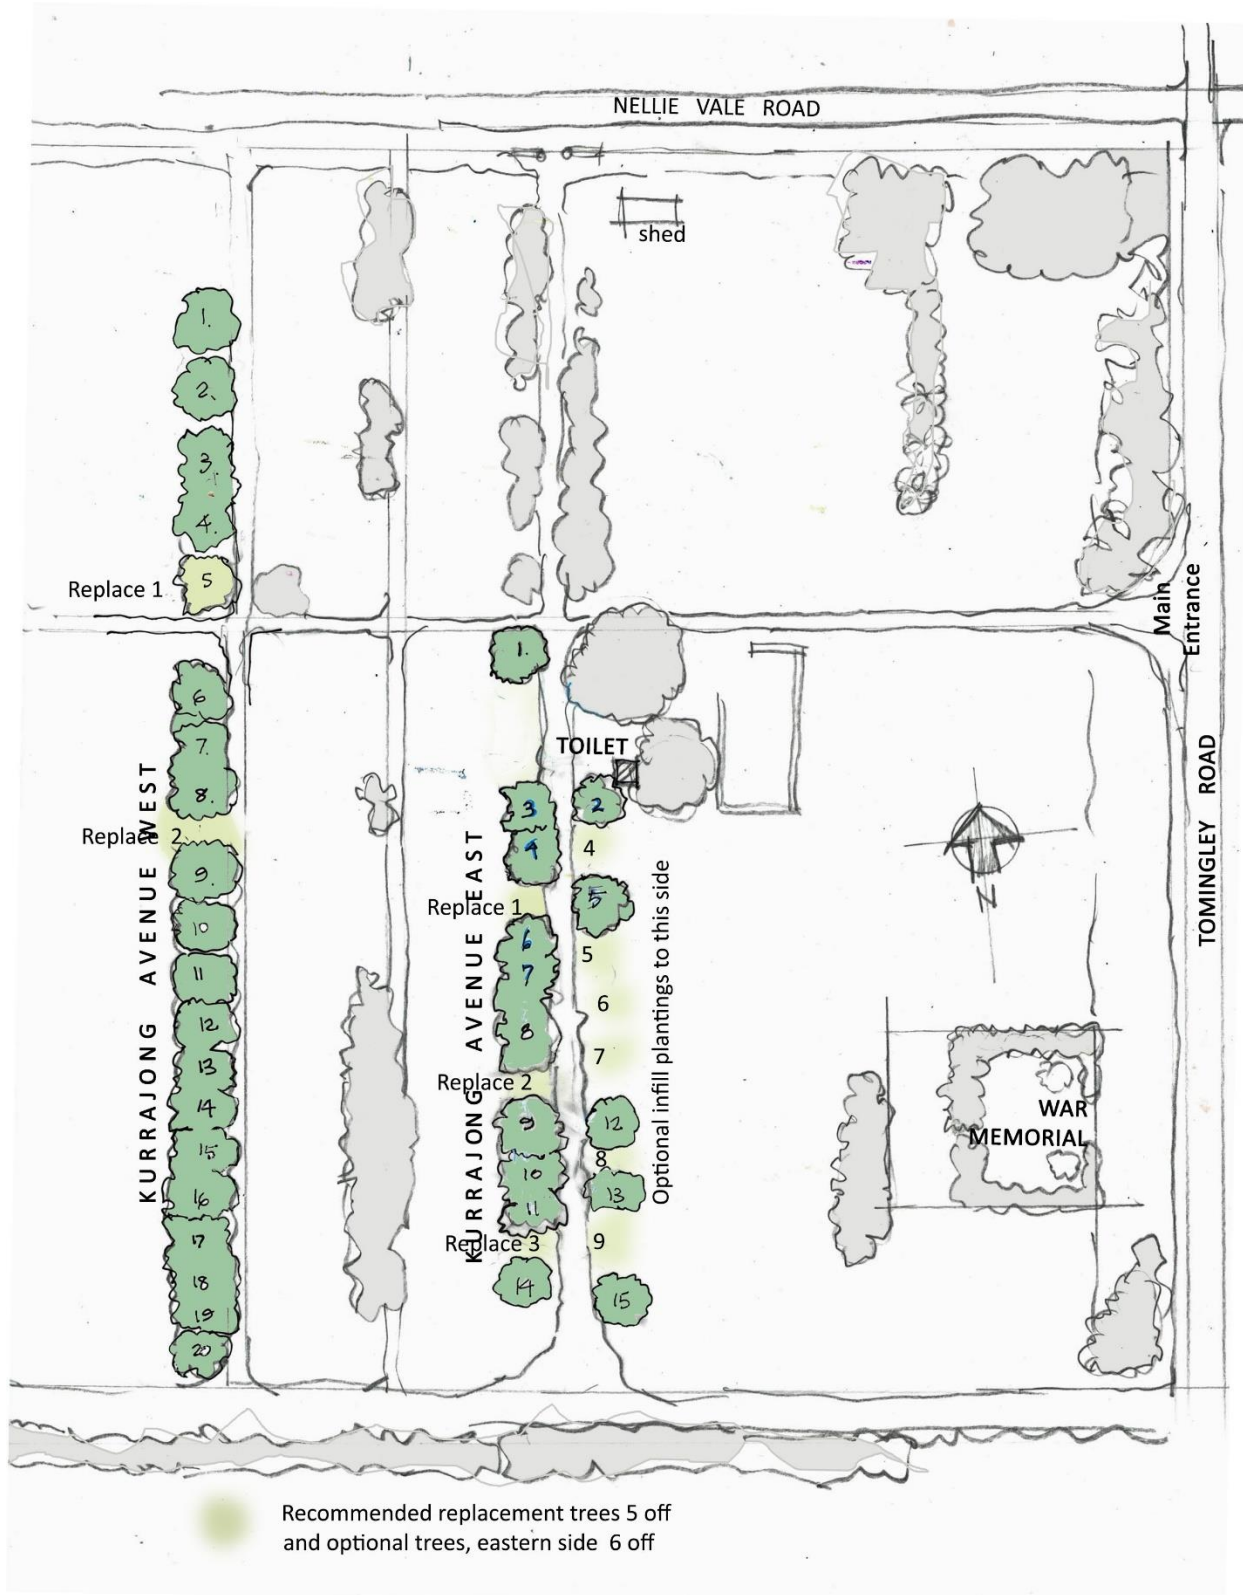 NELLIE VALE ROAD
shed
1.
2.
3
4.
5
Replace 1
Main
Entrance
1.
6
7.
8.
TOILET
TOMINGLEY ROAD
KURRAJONG AVENUE WEST
Replace 2
3
2
4
4
9.
5
Replace 1
10
6
5
11
7
6
12
8
7
KURRAJONG AVENUE EAST
Optional infill plantings to this side
N
13
Replace 2
14
9
12
WAR
MEMORIAL
15
10
8
16
11
13
17
Replace 3
9
18
14
15
19
20
Recommended replacement trees 5 off
and optional trees, eastern side 6 off